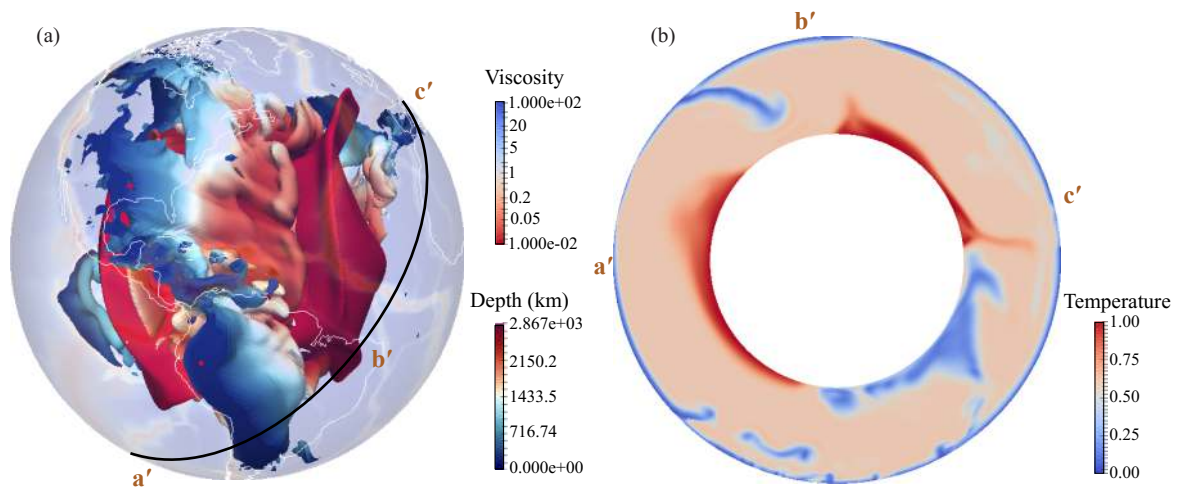 (a)
c′
b′
a′
Viscosity
1.000e+02
20
5
1
0.2
0.05
1.000e-02
Depth (km)
2.867e+03
2150.2
1433.5
716.74
0.000e+00
(b)
b′
c′
a′
Temperature
1.00
0.75
0.50
0.25
0.00